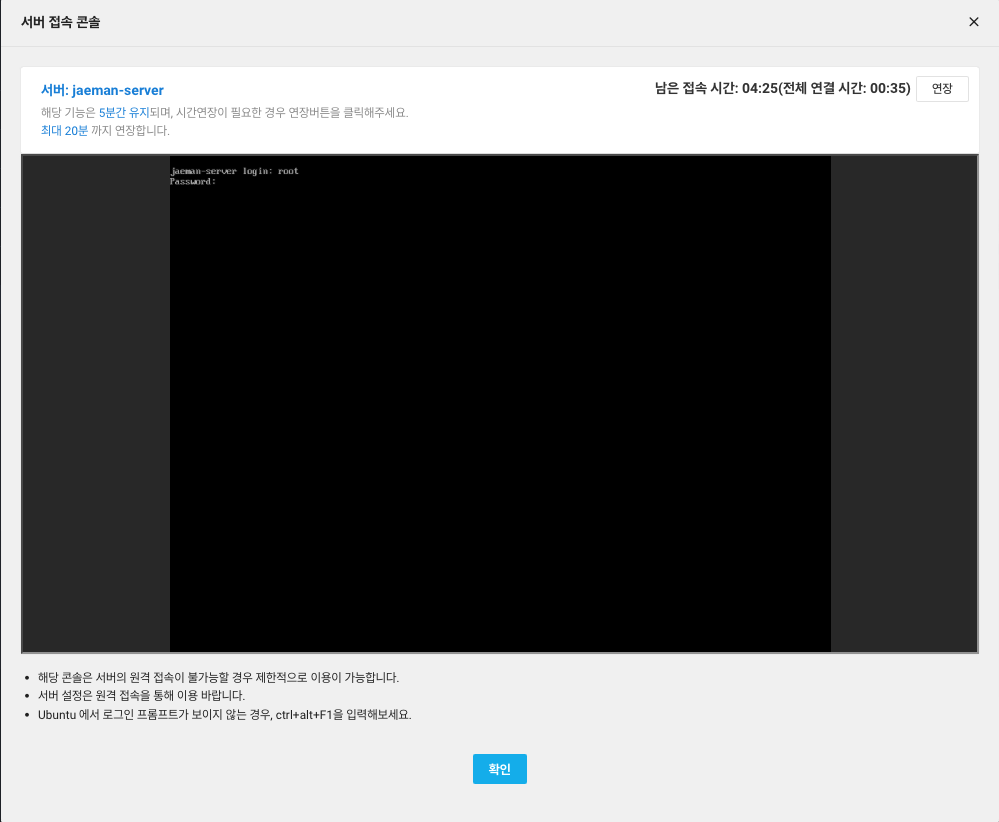 서버 접속 콘솔
서버: jaeman-server
남은 접속 시간: 04:25(전체 연결 시간: 00:35)
연장
해당 기능은 5분간 유지되며, 시간연장이 필요한 경우 연장버튼을 클릭해주세요.
최대 20분 까지 연장합니다.
jaeman-server login: root
Password:
• 해당 콘솔은 서버의 원격 접속이 불가능할 경우 제한적으로 이용이 가능합니다.
• 서버 설정은 원격 접속을 통해 이용 바랍니다.
• Ubuntu 에서 로그인 프롬프트가 보이지 않는 경우, ctrl+alt+F1을 입력해보세요.
확인